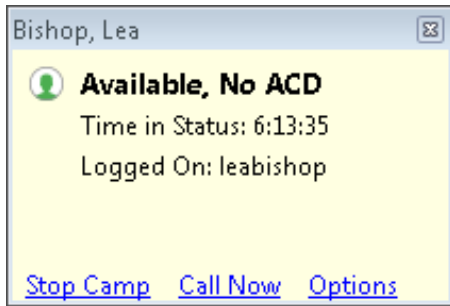 Bishop, Lea
Available, No ACD
Time in Status: 6:13:35
Logged On: leabishop
Stop Camp Call Now Options